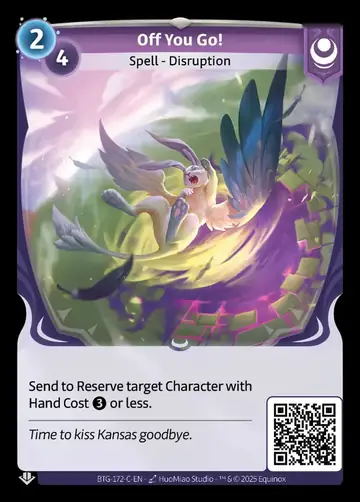 2
4
Off You Go!
Spell - Disruption
Send to Reserve target Character with
Hand Cost 3 or less.
Time to kiss Kansas goodbye.
BTG-172-C-EN - HuoMiao Studio - ™ & © 2025 Equinox